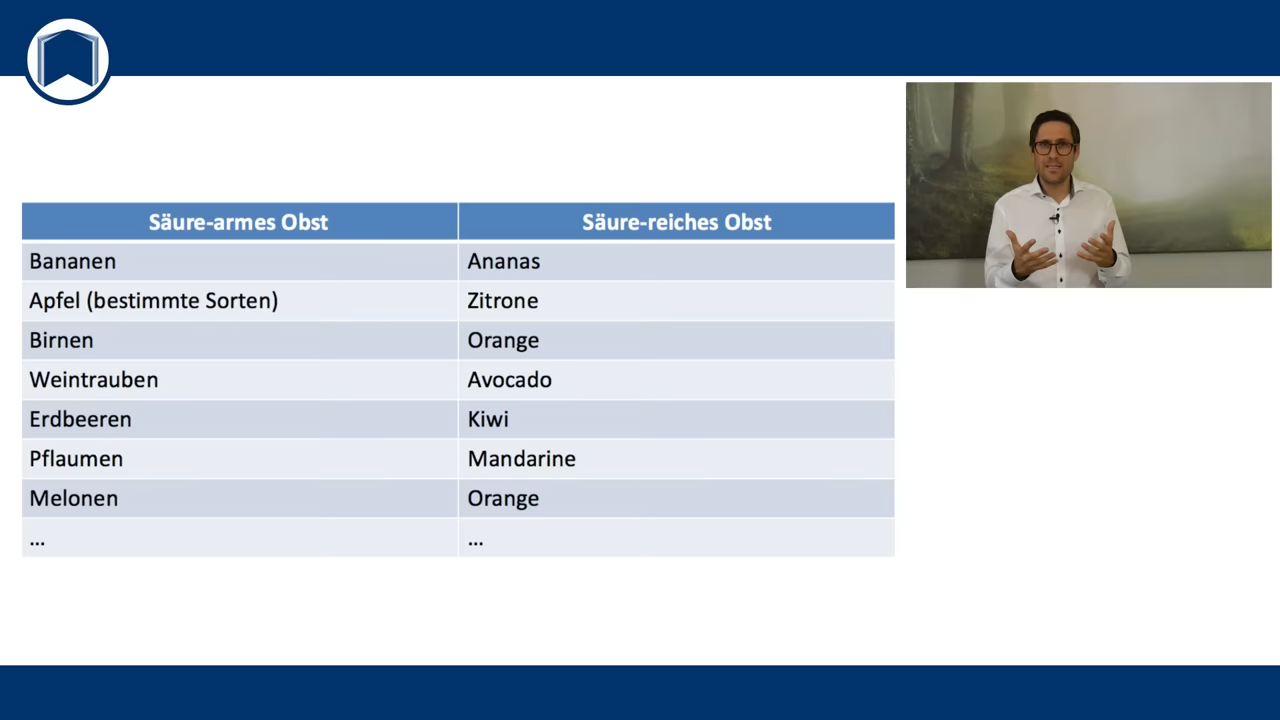 Säure-armes Obst Säure-reiches Obst
Bananen Ananas
Apfel (bestimmte Sorten) Zitrone
Birnen Orange
Weintrauben Avocado
Erdbeeren Kiwi
Pflaumen Mandarine
Melonen Orange
... ...